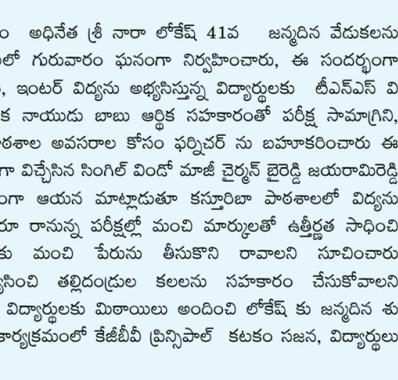 ం అధినేత శ్రీ నారా లోకేష్ 41వ జన్మదిన వేడుకలను
లో గురువారం ఘనంగా నిర్వహించారు, ఈ సందర్భంగా
, ఇంటర్ విద్యను అభ్యసిస్తున్న విద్యార్థులకు టీఎన్ఎస్ వి
క నాయుడు బాబు ఆర్థిక సహకారంతో పరీక్ష సామాగ్రిని,
ఠశాల అవసరాల కోసం ఫర్నిచర్ ను బహూకరించారు ఈ
గా విచ్చేసిన సింగిల్ విండో మాజీ చైర్మన్ బైరెడ్డి జయరామిరెడ్డి
ంగా ఆయన మాట్లాడుతూ కస్తూరిబా పాఠశాలలో విద్యను
రూ రానున్న పరీక్షల్లో మంచి మార్కులతో ఉత్తీర్ణత సాధించి
కు మంచి పేరును తీసుకొని రావాలని సూచించారు
సించి తల్లిదండ్రుల కలలను సహకారం చేసుకోవాలని
విద్యార్థులకు మిఠాయిలు అందించి లోకేష్ కు జన్మదిన శు
కార్యక్రమంలో కేజీబీవీ ప్రిన్సిపాల్ కటకం సజన, విద్యార్థులు